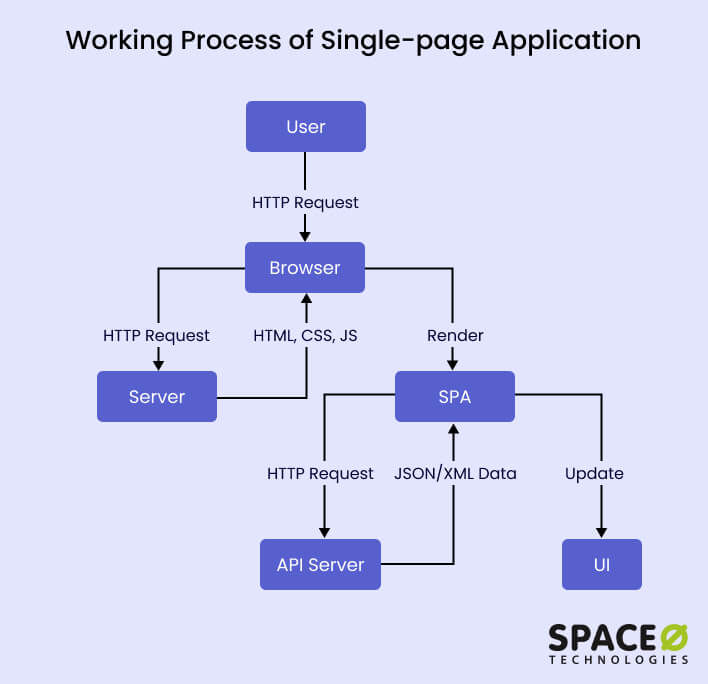 Working Process of Single-page Application
User
HTTP Request
Browser
HTTP Request
HTML, CSS, JS
Render
Server
SPA
HTTP Request
JSON/XML Data
Update
API Server
UI
SPACEO
TECHNOLOGIES